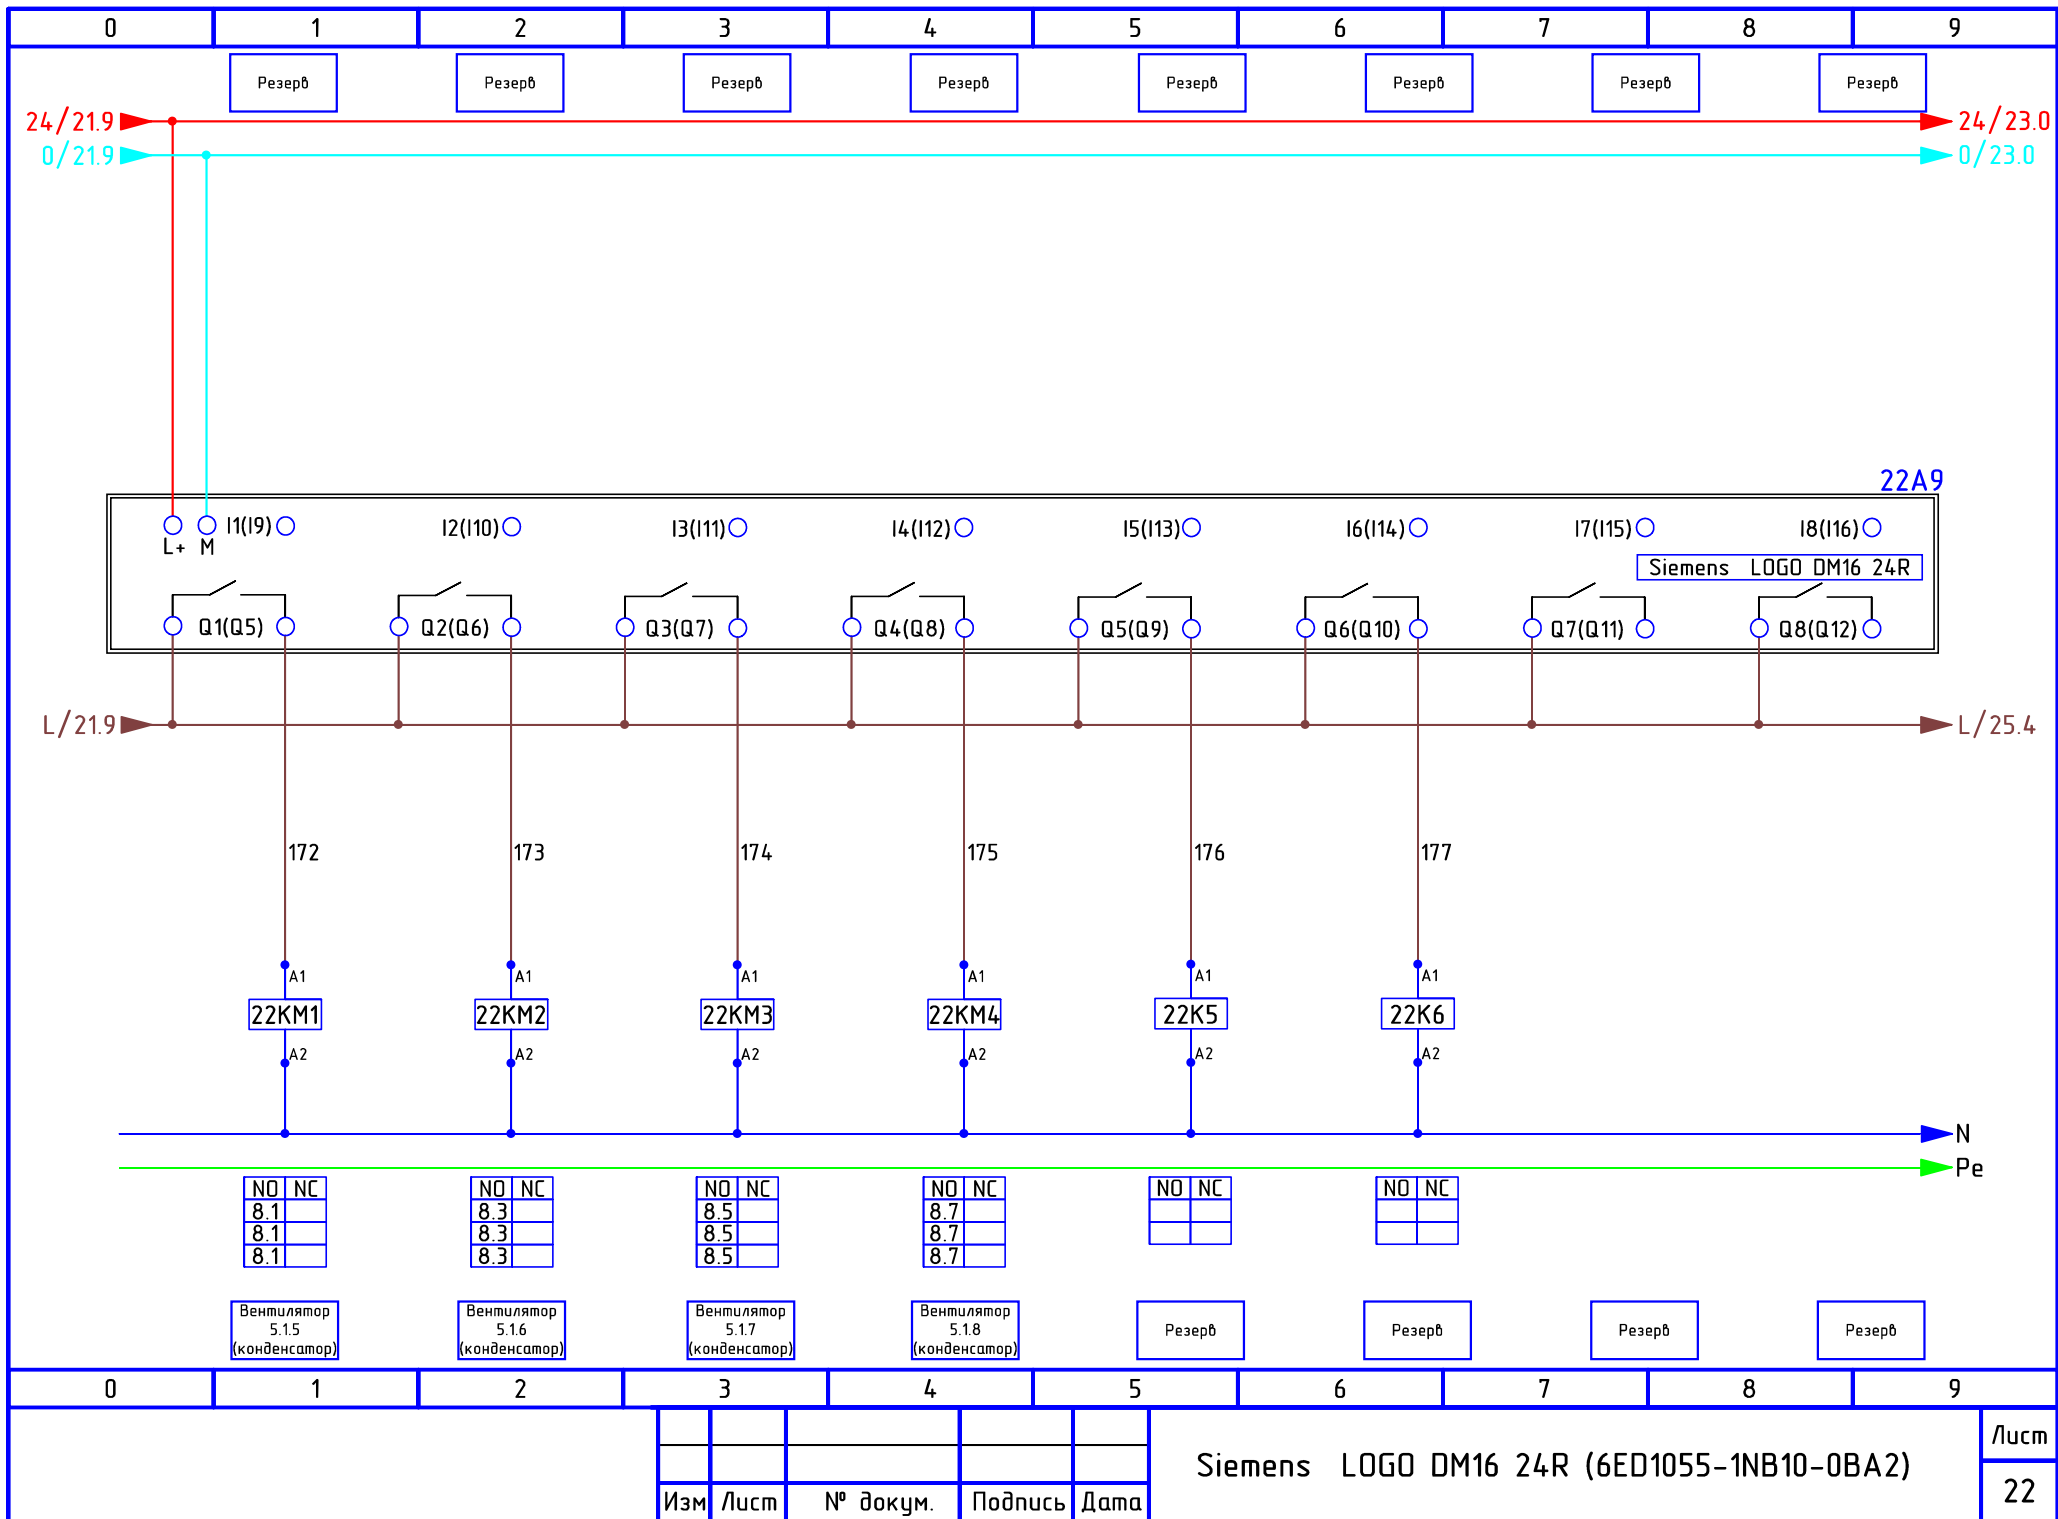 0 1 2 3 4 5 6 7 8 9
Резерв Резерв Резерв Резерв Резерв Резерв Резерв Резерв
24/21.9 24/23.0
0/21.9 0/23.0
22A9
L+ M I1(I9) I2(I10) I3(I11) I4(I12) I5(I13) I6(I14) I7(I15) I8(I16)
Siemens LOGO DM16 24R
Q1(Q5) Q2(Q6) Q3(Q7) Q4(Q8) Q5(Q9) Q6(Q10) Q7(Q11) Q8(Q12)
L/21.9 L/25.4
172 173 174 175 176 177
A1 A1 A1 A1 A1 A1
22KM1 22KM2 22KM3 22KM4 22K5 22K6
A2 A2 A2 A2 A2 A2
N
Pe
NO NC NO NC NO NC NO NC NO NC NO NC
8.1 8.3 8.5 8.7
8.1 8.3 8.5 8.7
8.1 8.3 8.5 8.7
Вентилятор Вентилятор Вентилятор Вентилятор
5.1.5 5.1.6 5.1.7 5.1.8 Резерв Резерв Резерв Резерв
(конденсатор) (конденсатор) (конденсатор) (конденсатор)
0 1 2 3 4 5 6 7 8 9
Лист
Siemens LOGO DM16 24R (6ED1055-1NB10-0BA2)
22
Изм Лист № докум. Подпись Дата